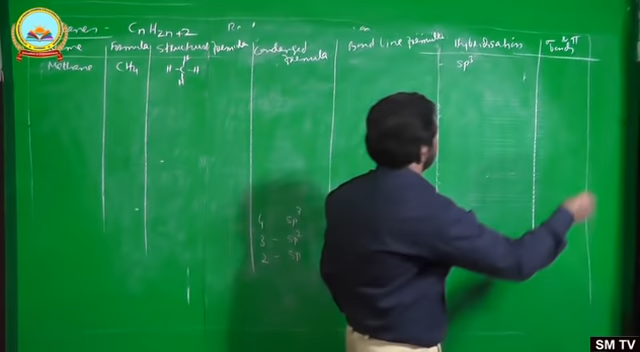 CnH2n+2
Formula Structural formula Condensed formula Bond line formula Hybridisation σ & π bonds
Methane CH4 H H-C-H H sp³
4 sp³
3 - sp²
2 - sp
SM TV